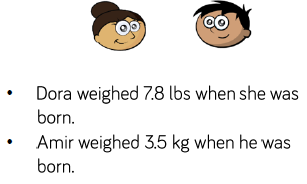 • Dora weighed 7.8 lbs when she was
born.
• Amir weighed 3.5 kg when he was
born.